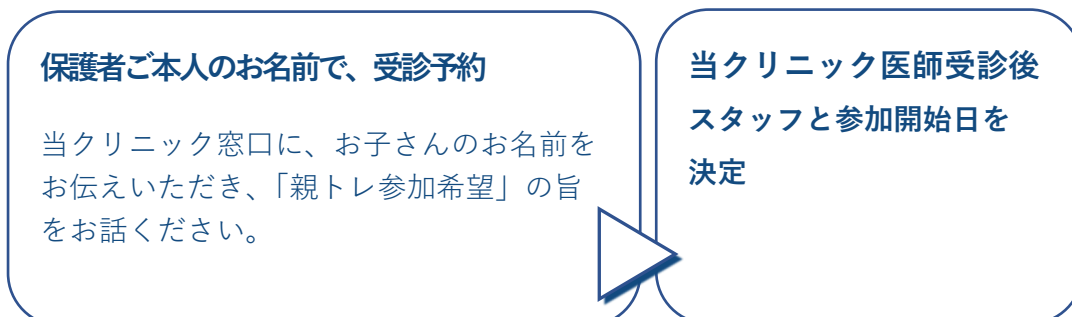 保護者ご本人のお名前で、受診予約
当クリニック窓口に、お子さんのお名前を
お伝えいただき、「親トレ参加希望」の旨
をお話ください。
当クリニック医師受診後
スタッフと参加開始日を
決定